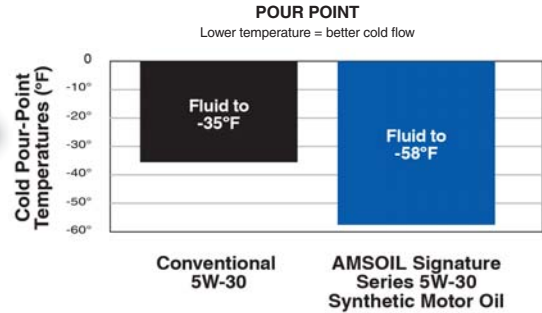 POUR POINT
Lower temperature = better cold flow
Cold Pour-Point
Temperatures (°F)
0
-10°
-20°
-30°
-40°
-50°
-60°
Fluid to
-35°F
Fluid to
-58°F
Conventional
5W-30
AMSOIL Signature
Series 5W-30
Synthetic Motor Oil